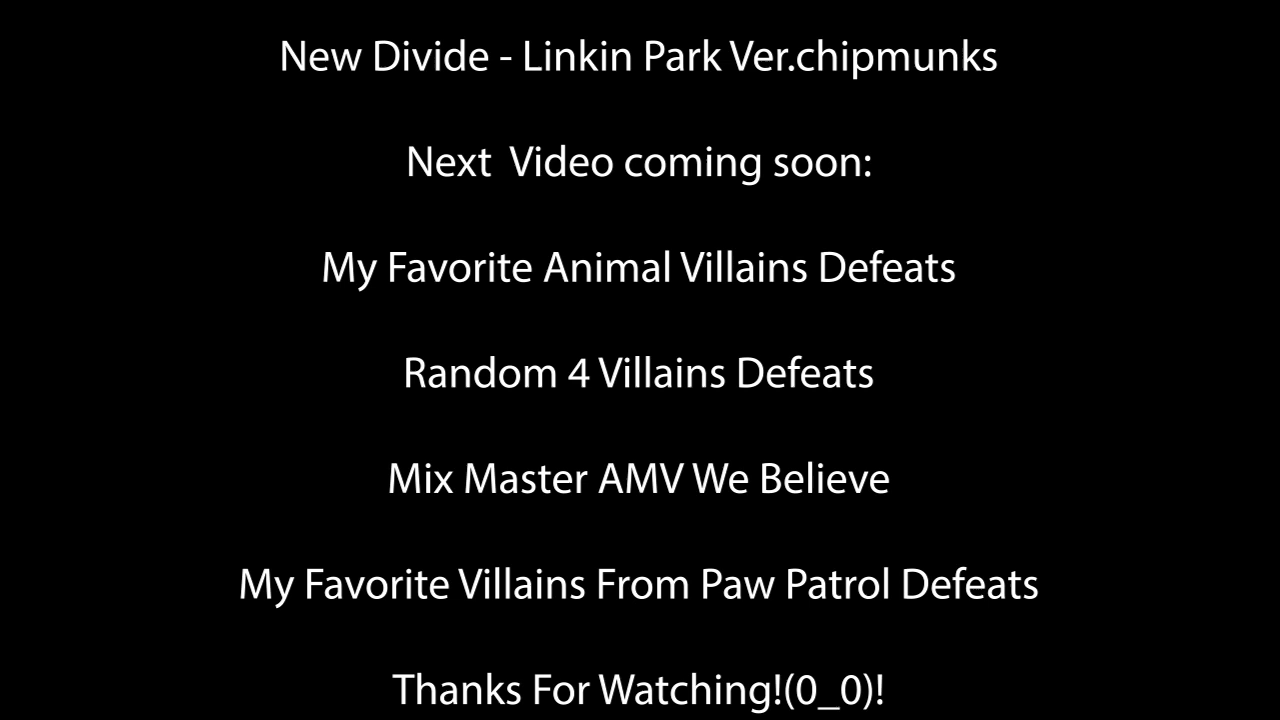 New Divide - Linkin Park Ver.chipmunks
Next  Video coming soon:
My Favorite Animal Villains Defeats
Random 4 Villains Defeats
Mix Master AMV We Believe
My Favorite Villains From Paw Patrol Defeats
Thanks For Watching!(0_0)!